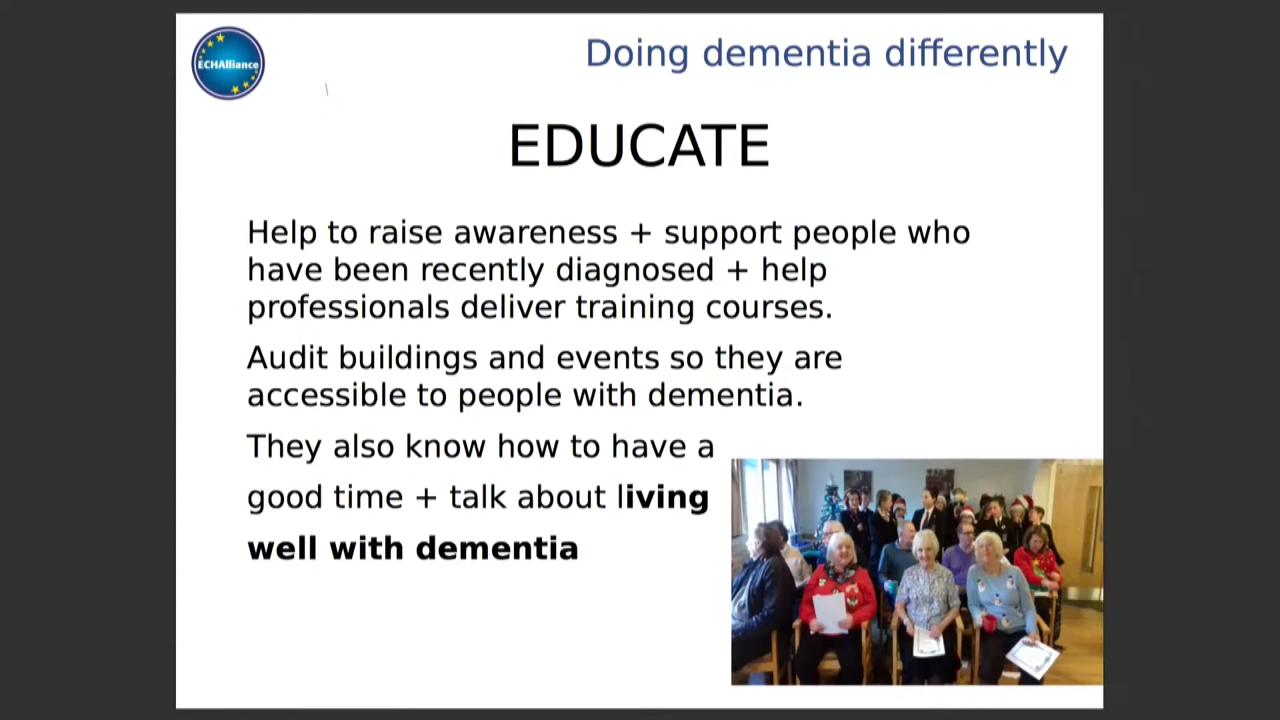 ECHAlliance
Doing dementia differently
EDUCATE
Help to raise awareness + support people who
have been recently diagnosed + help
professionals deliver training courses.
Audit buildings and events so they are
accessible to people with dementia.
They also know how to have a
good time + talk about living
well with dementia